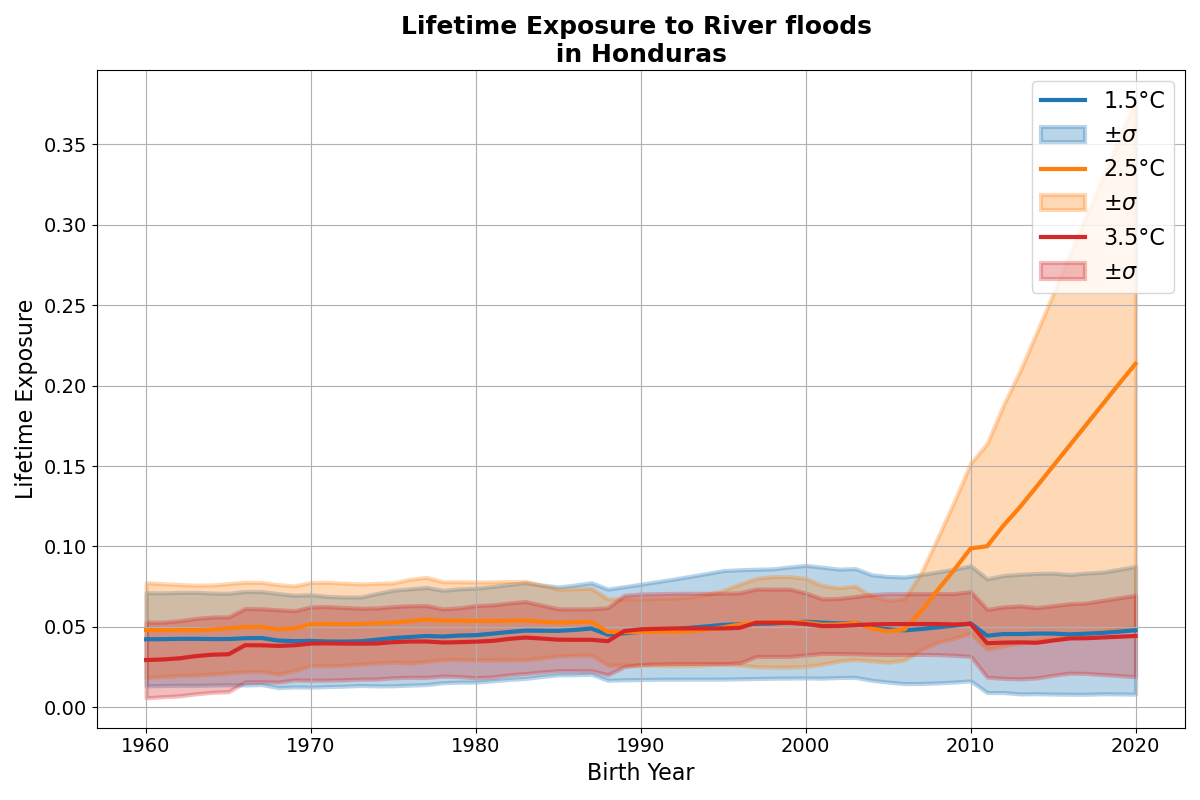 Lifetime Exposure to River floods
in Honduras
1.5°C
±σ
2.5°C
±σ
3.5°C
±σ
Lifetime Exposure
0.35
0.30
0.25
0.20
0.15
0.10
0.05
0.00
1960
1970
1980
1990
2000
2010
2020
Birth Year